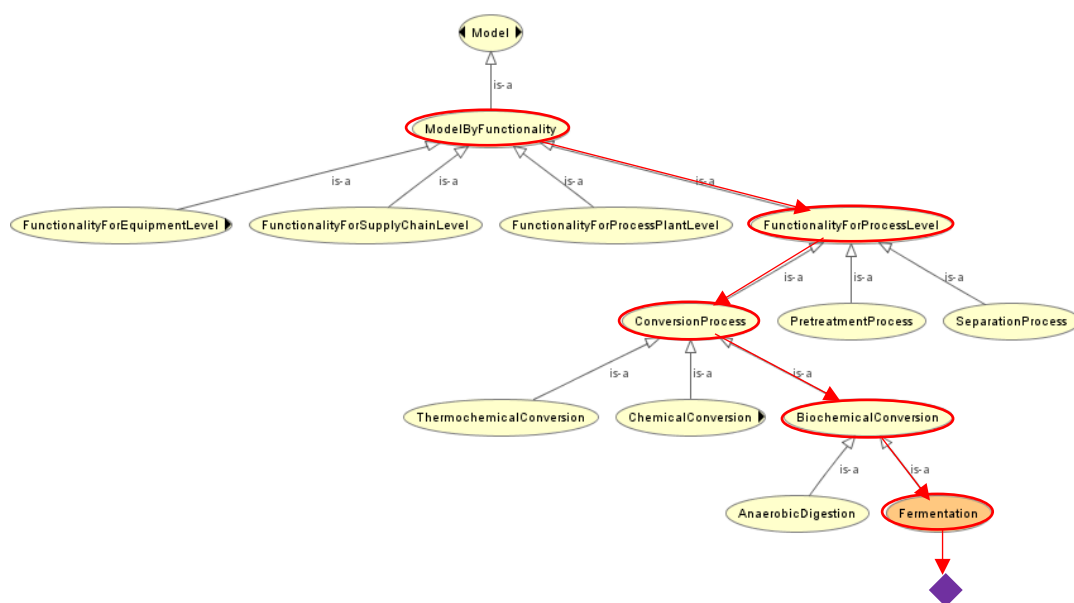 Model
is-a
ModelByFunctionality
is-a
is-a
is-a
is-a
FunctionalityForEquipmentLevel
FunctionalityForSupplyChainLevel
FunctionalityForProcessPlantLevel
FunctionalityForProcessLevel
is-a
is-a
is-a
ConversionProcess
PretreatmentProcess
SeparationProcess
is-a
is-a
is-a
ThermochemicalConversion
ChemicalConversion
BiochemicalConversion
is-a
is-a
AnaerobicDigestion
Fermentation